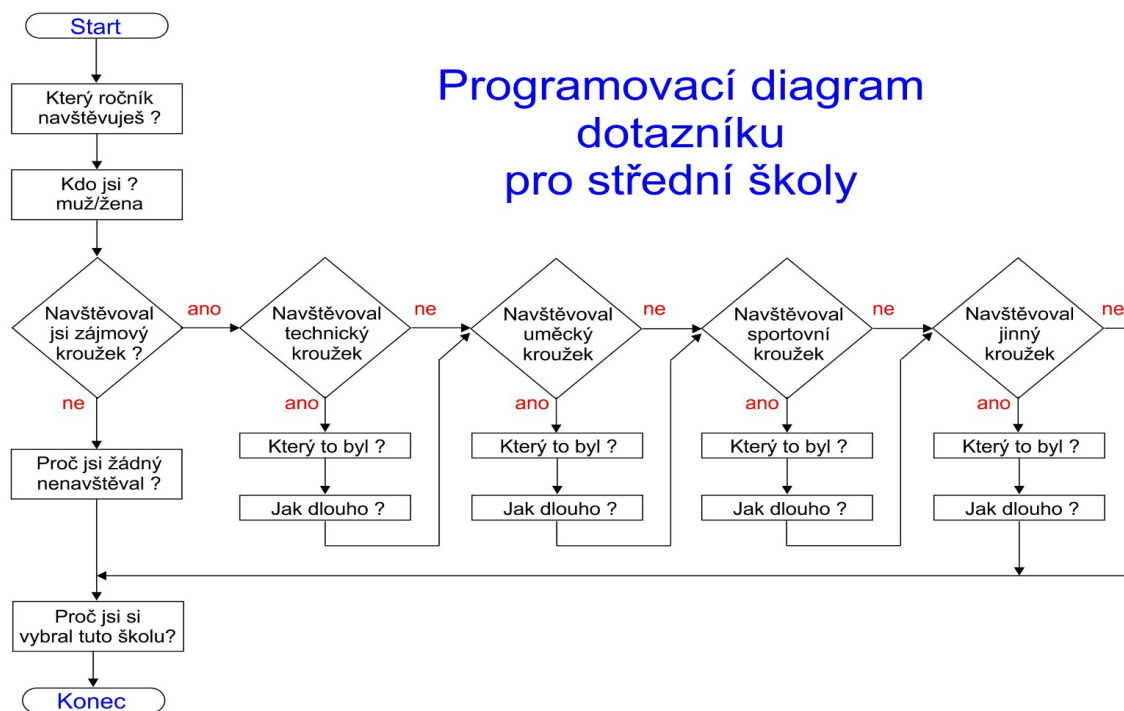 Start
Programovací diagram
dotazníku
pro střední školy
Který ročník
navštěvuješ ?
Kdo jsi ?
muž/žena
Navštěvoval
jsi zájmový
kroužek ?
ano
ne
Navštěvoval
technický
kroužek
ne
ano
Navštěvoval
uměcký
kroužek
ne
ano
Navštěvoval
sportovní
kroužek
ne
ano
Navštěvoval
jinný
kroužek
ne
ano
Který to byl ?
Který to byl ?
Který to byl ?
Který to byl ?
Proč jsi žádný
nenavštěval ?
Jak dlouho ?
Jak dlouho ?
Jak dlouho ?
Jak dlouho ?
Proč jsi si
vybral tuto školu?
Konec